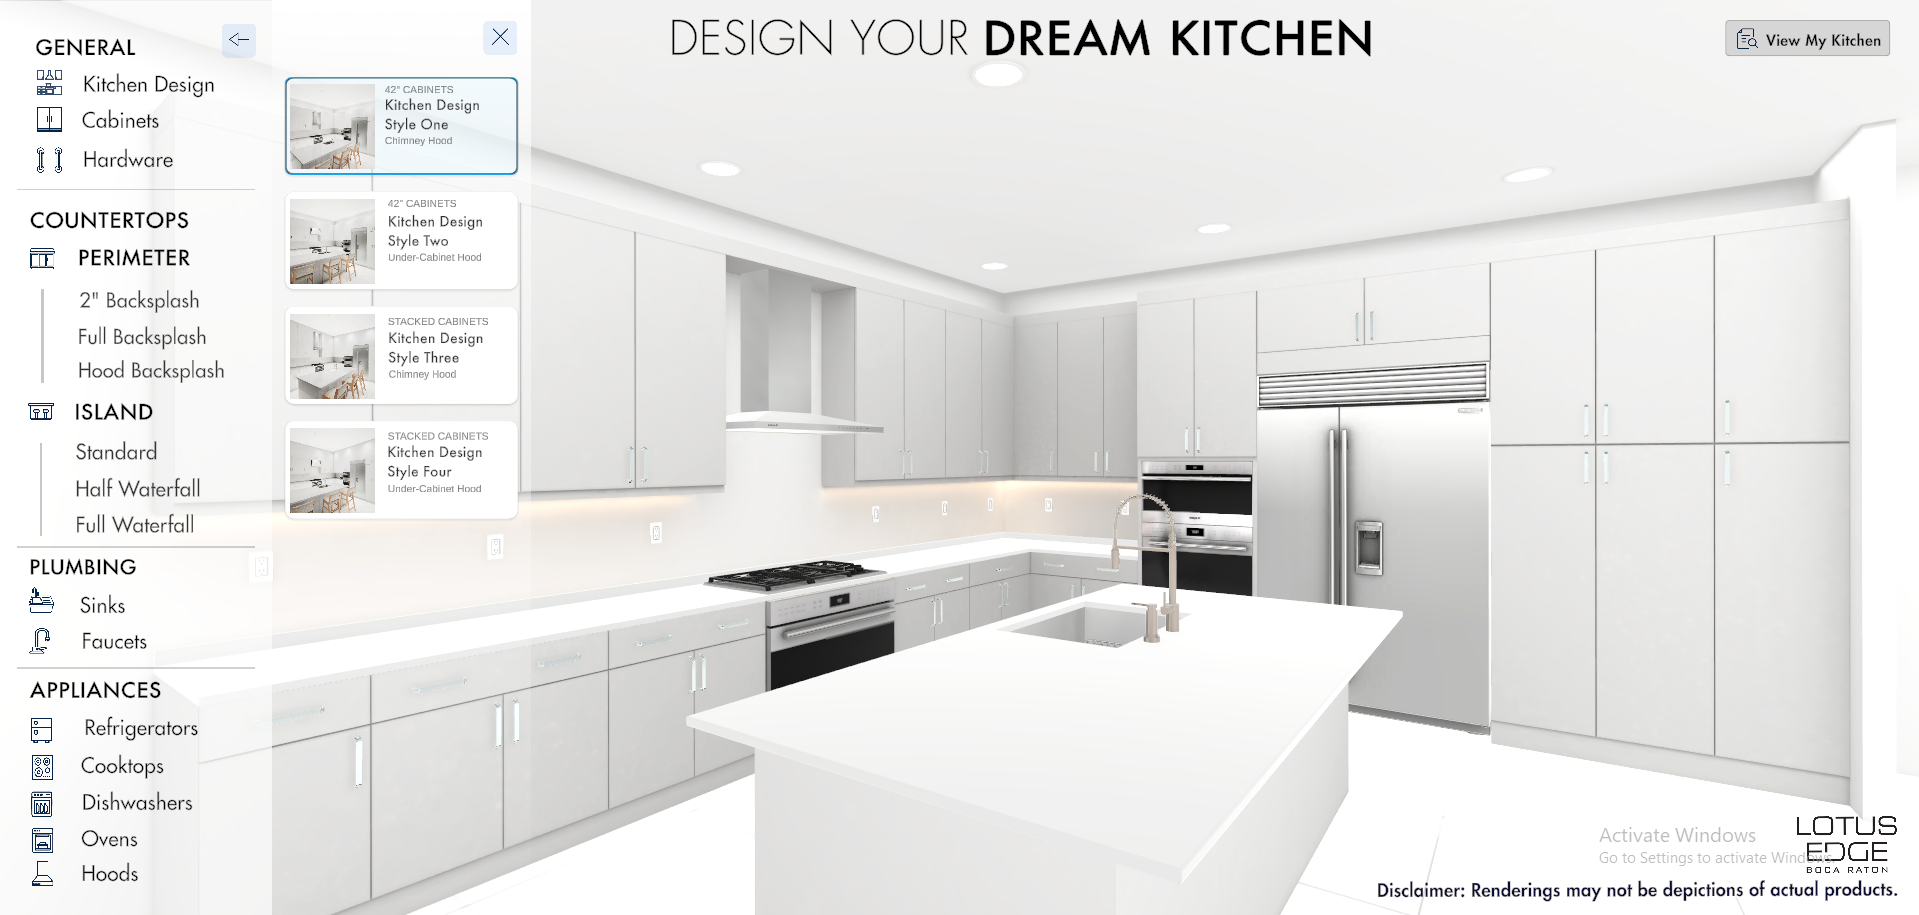 DESIGN YOUR DREAM KITCHEN
View My Kitchen
GENERAL
Kitchen Design
Cabinets
Hardware
COUNTERTOPS
PERIMETER
2" Backsplash
Full Backsplash
Hood Backsplash
ISLAND
Standard
Half Waterfall
Full Waterfall
PLUMBING
Sinks
Faucets
APPLIANCES
Refrigerators
Cooktops
Dishwashers
Ovens
Hoods
42" CABINETS
Kitchen Design
Style One
Chimney Hood
42" CABINETS
Kitchen Design
Style Two
Under-Cabinet Hood
STACKED CABINETS
Kitchen Design
Style Three
Chimney Hood
STACKED CABINETS
Kitchen Design
Style Four
Under-Cabinet Hood
Activate Windows
Go to Settings to activate Windows.
LOTUS
EDGE
BOCA RATON
Disclaimer: Renderings may not be depictions of actual products.